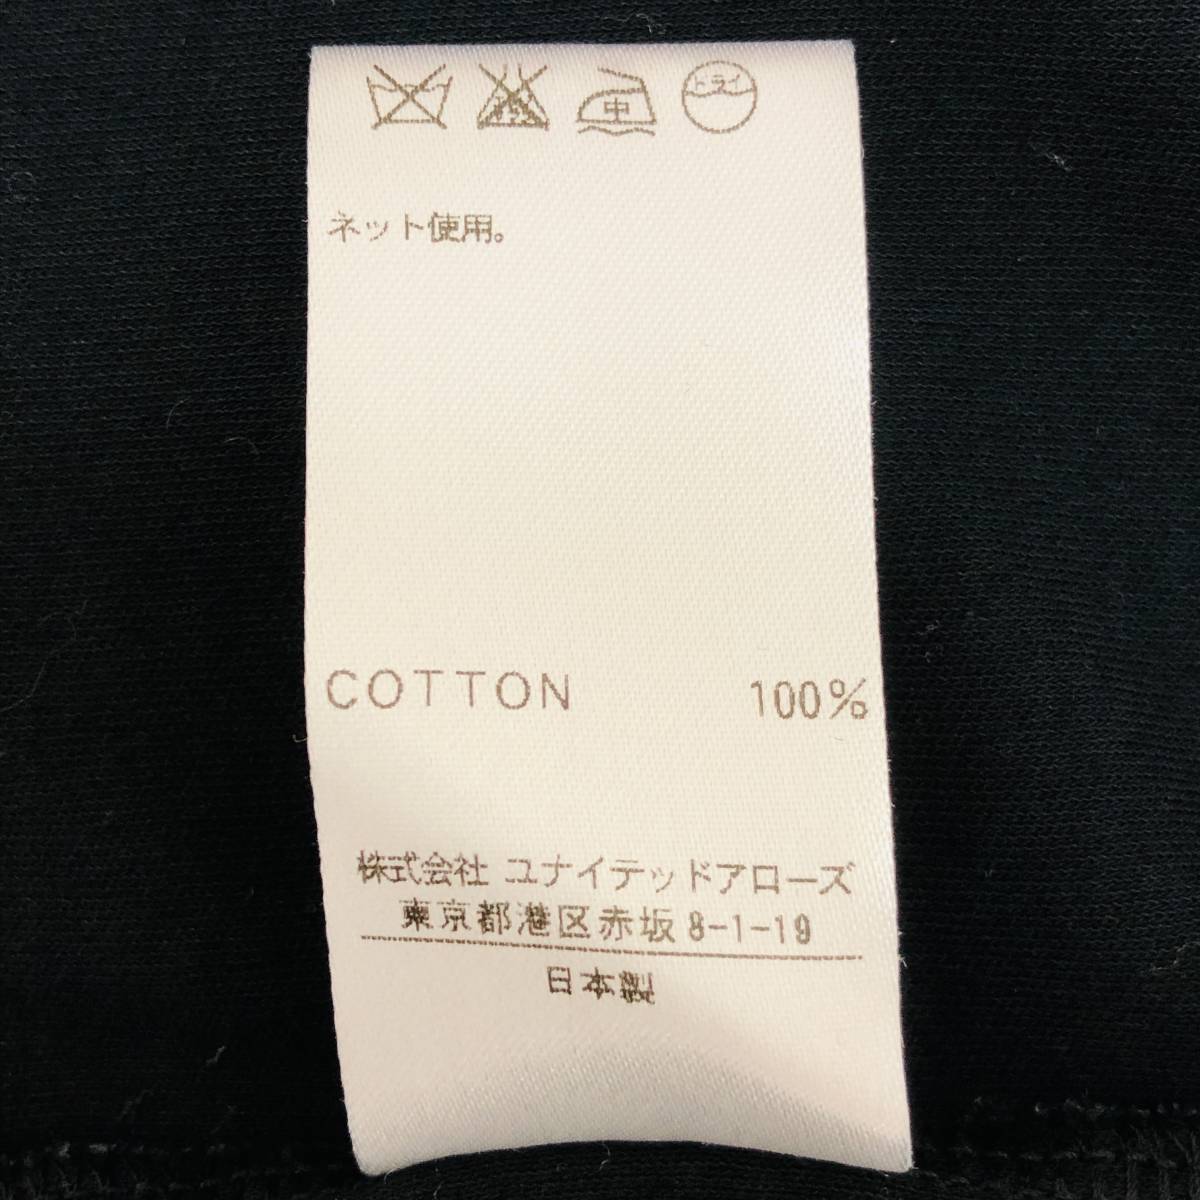 中 ドライ
ネット使用。
COTTON 100%
株式会社 ユナイテッドアローズ
東京都港区赤坂8-1-19
日本製